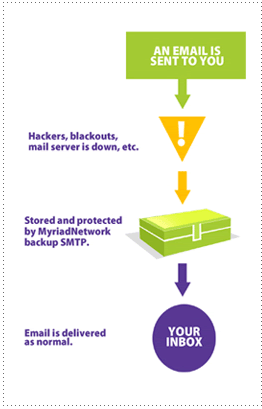 AN EMAIL IS
SENT TO YOU
!
Hackers, blackouts,
mail server is down, etc.
Stored and protected
by MyriadNetwork
backup SMTP.
Email is delivered
as normal.
YOUR
INBOX